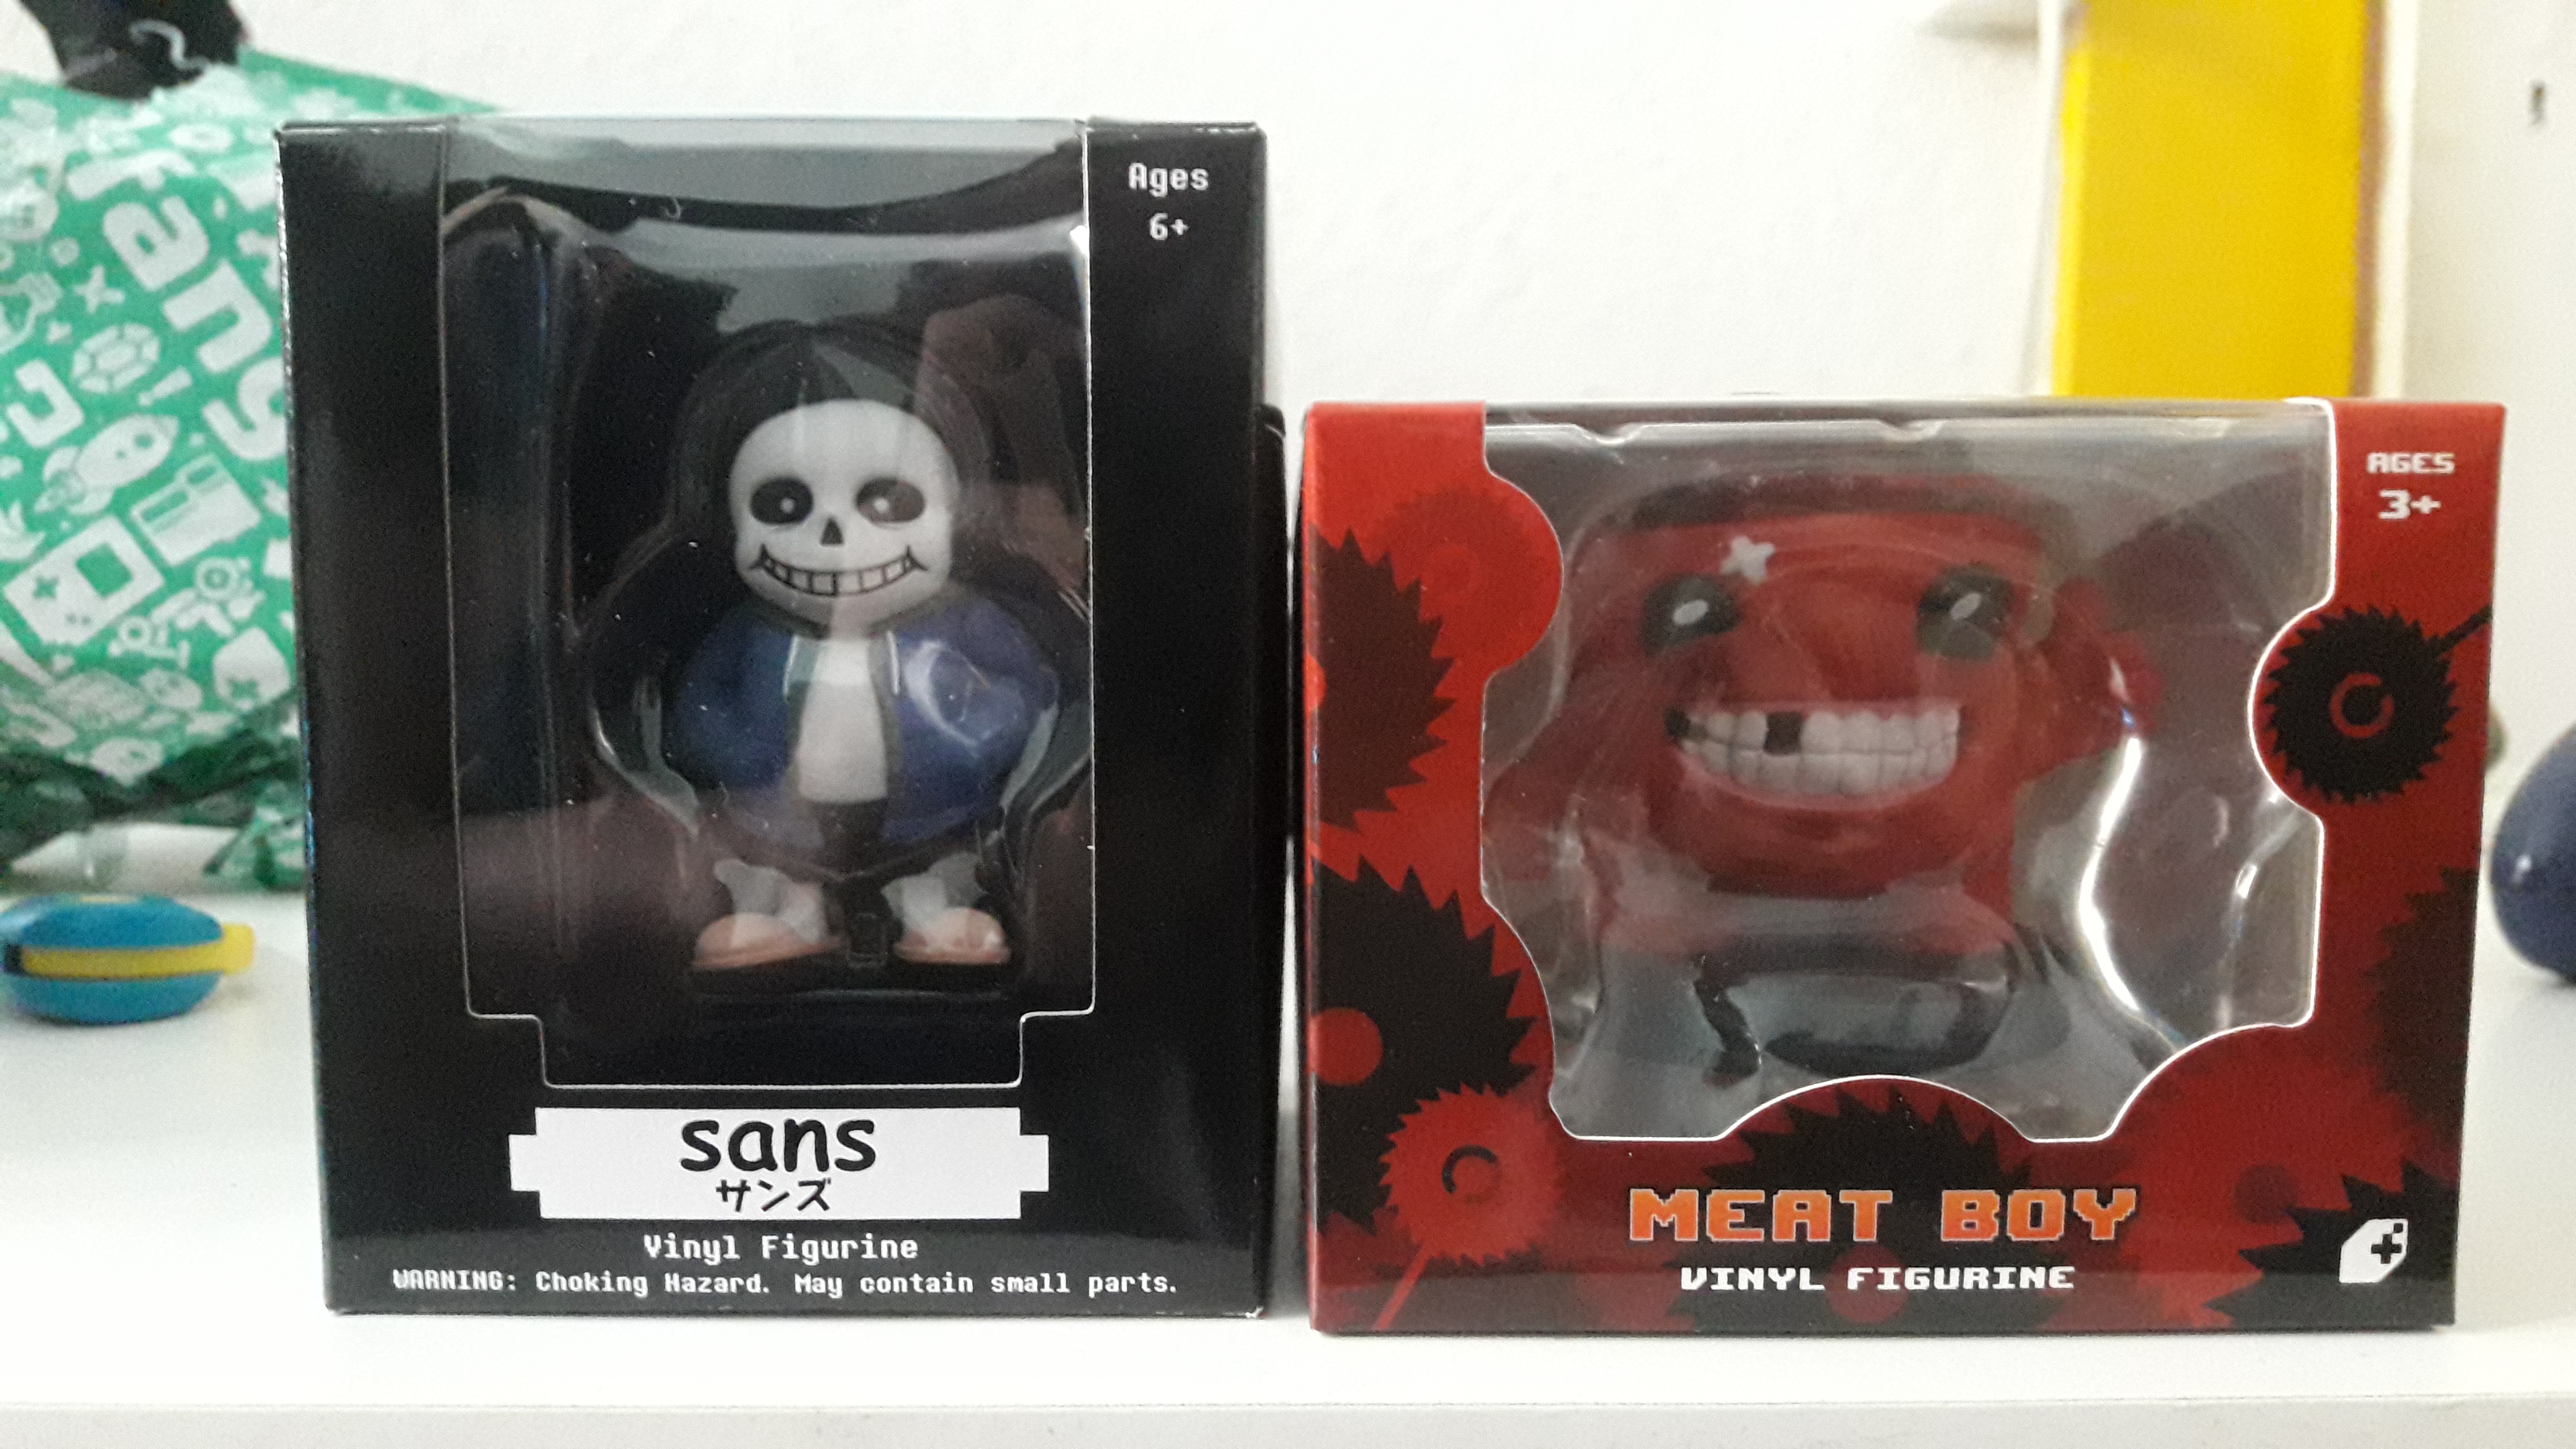 fangs
Ages
6+
sans
サンズ
Vinyl Figurine
WARNING: Choking Hazard. May contain small parts.
AGES
3+
MEAT BOY
VINYL FIGURINE